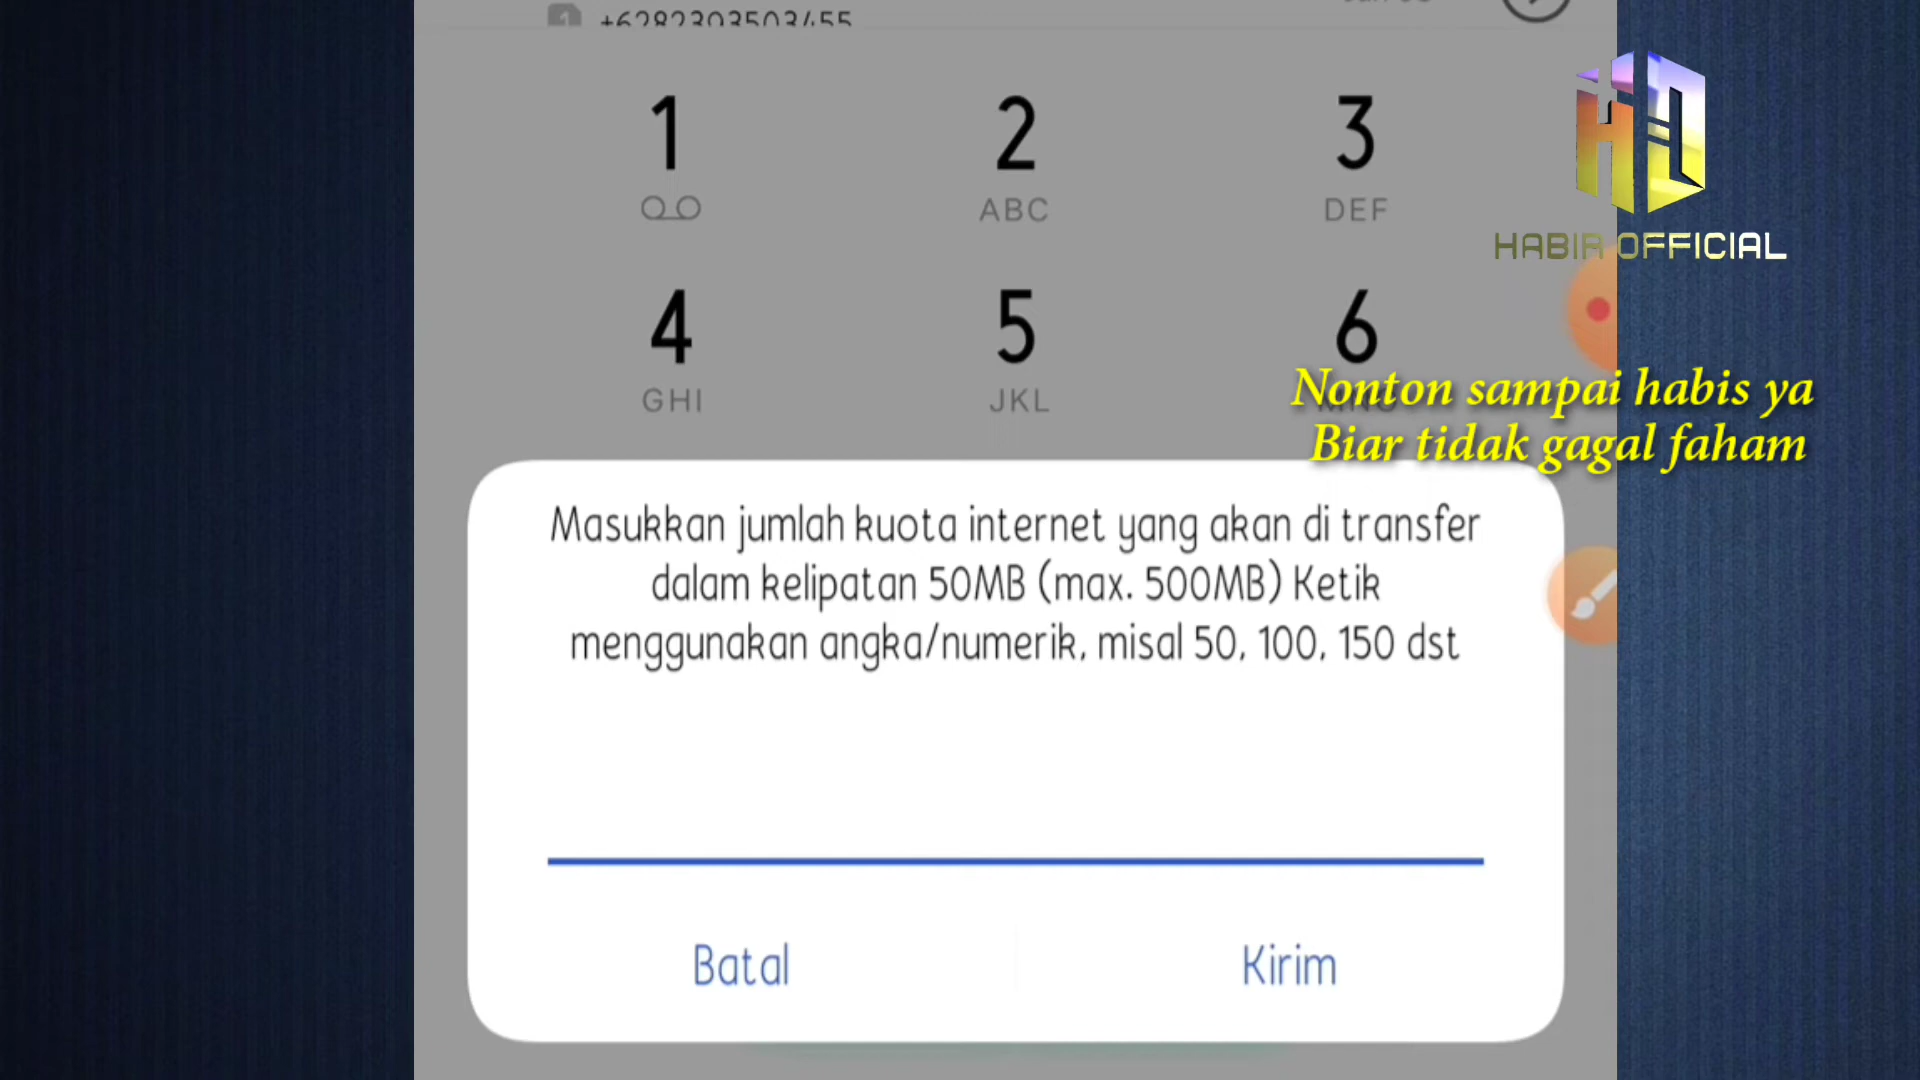 1
2
3
ABC
DEF
HABIR OFFICIAL
4
5
6
GHI
JKL
Nonton sampai habis ya
Biar tidak gagal faham
Masukkan jumlah kuota internet yang akan di transfer
dalam kelipatan 50MB (max. 500MB) Ketik
menggunakan angka/numerik, misal 50, 100, 150 dst
Batal
Kirim